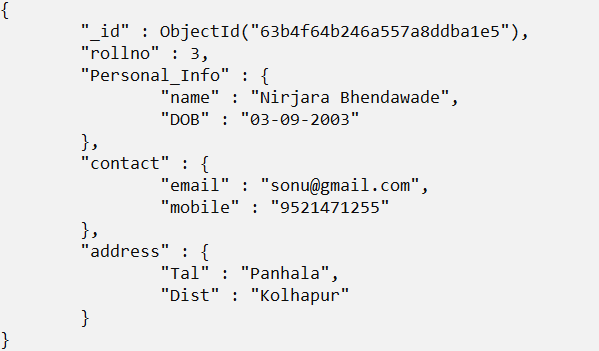 {
        "_id" : ObjectId("63b4f64b246a557a8ddba1e5"),
        "rollno" : 3,
        "Personal_Info" : {
                "name" : "Nirjara Bhendawade",
                "DOB" : "03-09-2003"
        },
        "contact" : {
                "email" : "sonu@gmail.com",
                "mobile" : "9521471255"
        },
        "address" : {
                "Tal" : "Panhala",
                "Dist" : "Kolhapur"
        }
}